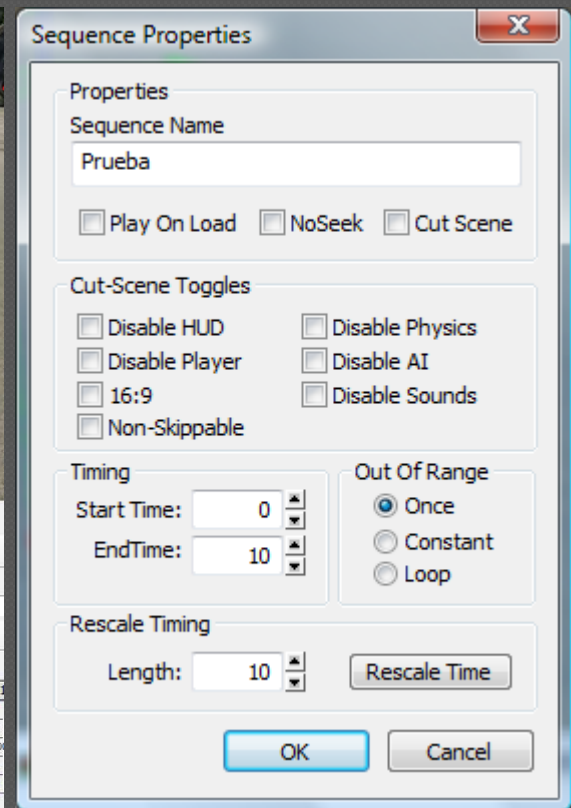 Sequence Properties
Properties
Sequence Name
Prueba
Play On Load NoSeek Cut Scene
Cut-Scene Toggles
Disable HUD Disable Physics
Disable Player Disable AI
16:9 Disable Sounds
Non-Skippable
Timing
Start Time: 0
EndTime: 10
Out Of Range
Once
Constant
Loop
Rescale Timing
Length: 10 Rescale Time
OK Cancel